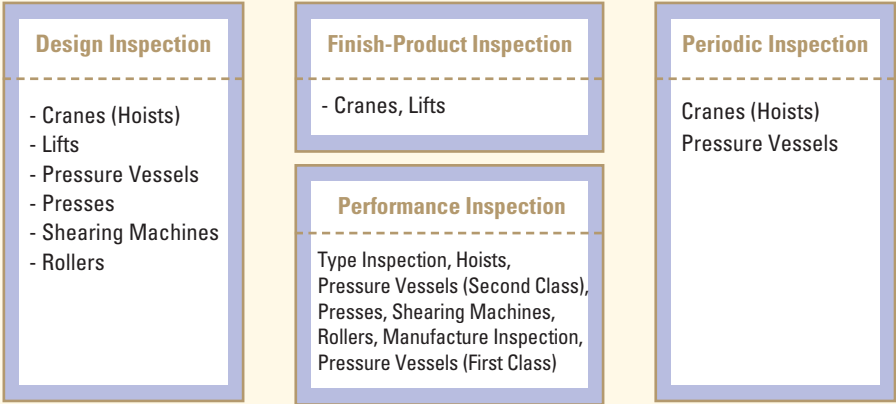 Design Inspection
- Cranes (Hoists)
- Lifts
- Pressure Vessels
- Presses
- Shearing Machines
- Rollers
Finish-Product Inspection
- Cranes, Lifts
Performance Inspection
Type Inspection, Hoists,
Pressure Vessels (Second Class),
Presses, Shearing Machines,
Rollers, Manufacture Inspection,
Pressure Vessels (First Class)
Periodic Inspection
Cranes (Hoists)
Pressure Vessels